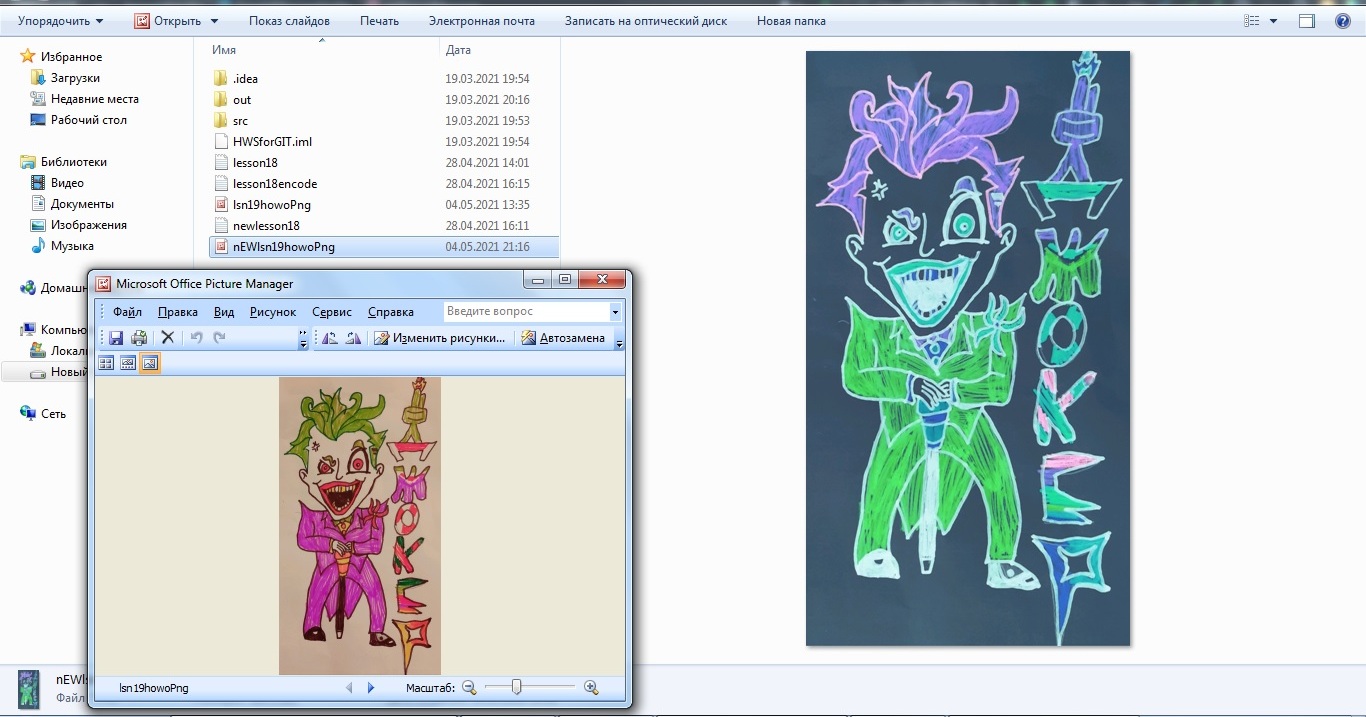 Упорядочить Открыть Показ слайдов Печать Электронная почта Записать на оптический диск Новая папка
Избранное
Загрузки
Недавние места
Рабочий стол
Библиотеки
Видео
Документы
Изображения
Музыка
Домашн
Компью
Локал
Новый
Сеть
Имя Дата
.idea 19.03.2021 19:54
out 19.03.2021 20:16
src 19.03.2021 19:53
HWSforGIT.iml 19.03.2021 19:54
lesson18 28.04.2021 14:01
lesson18encode 28.04.2021 16:15
lsn19howoPng 04.05.2021 13:35
newlesson18 28.04.2021 16:11
nEWlsn19howoPng 04.05.2021 21:16
Microsoft Office Picture Manager
Файл Правка Вид Рисунок Сервис Справка Введите вопрос
Изменить рисунки... Автозамена
ДЖОКЕР
lsn19howoPng Масштаб:
ДЖОКЕР
nEWls
Файл